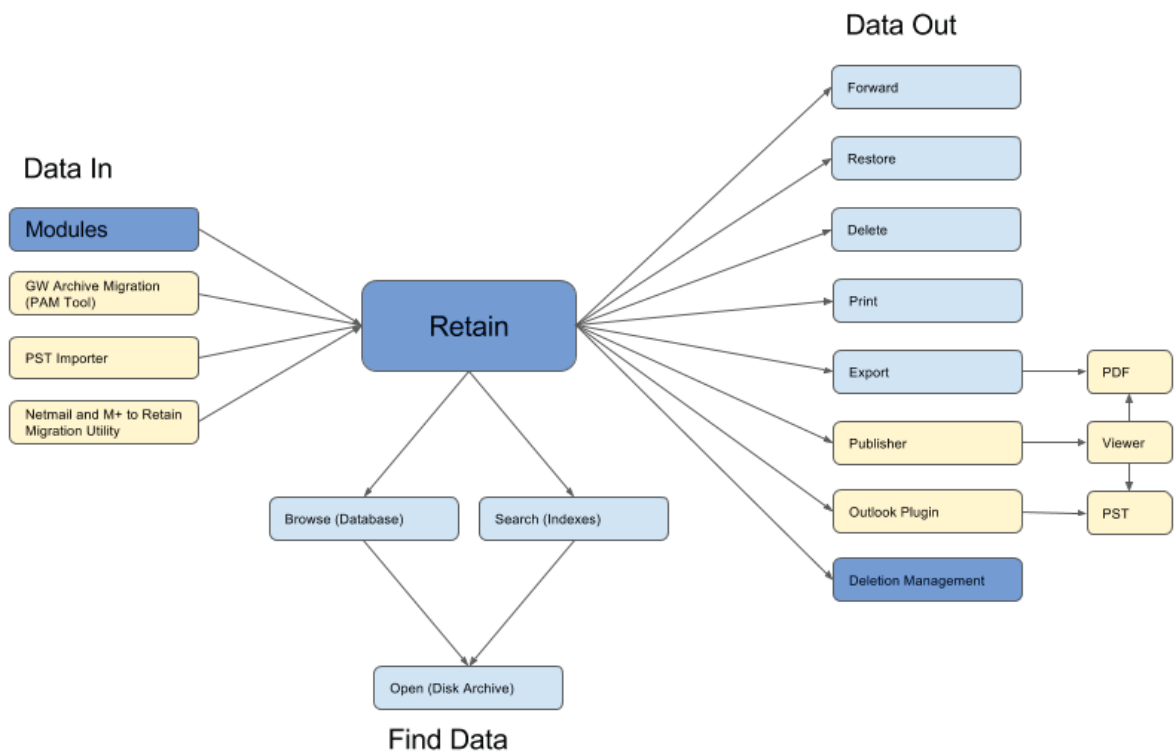 Data In
Modules
GW Archive Migration
(PAM Tool)
PST Importer
Netmail and M+ to Retain
Migration Utility
Retain
Browse (Database)
Search (Indexes)
Open (Disk Archive)
Find Data
Data Out
Forward
Restore
Delete
Print
Export
PDF
Publisher
Viewer
Outlook Plugin
PST
Deletion Management